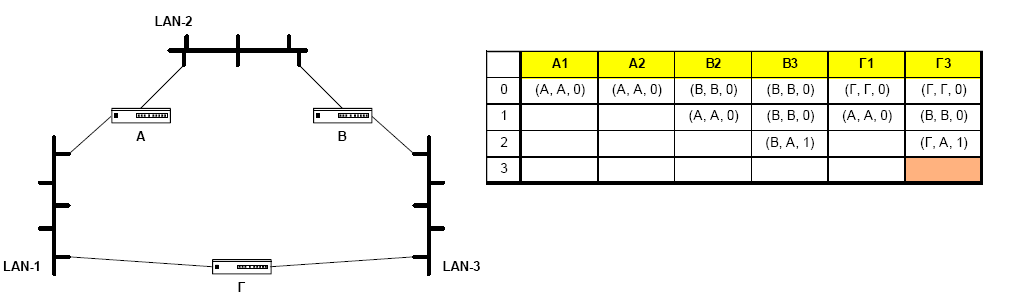 LAN-2
A
B
LAN-1
LAN-3
Γ
A1 A2 B2 B3 Γ1 Γ3
0 (A, A, 0) (A, A, 0) (B, B, 0) (B, B, 0) (Γ, Γ, 0) (Γ, Γ, 0)
1 (A, A, 0) (B, B, 0) (A, A, 0) (B, B, 0)
2 (B, A, 1) (Γ, A, 1)
3